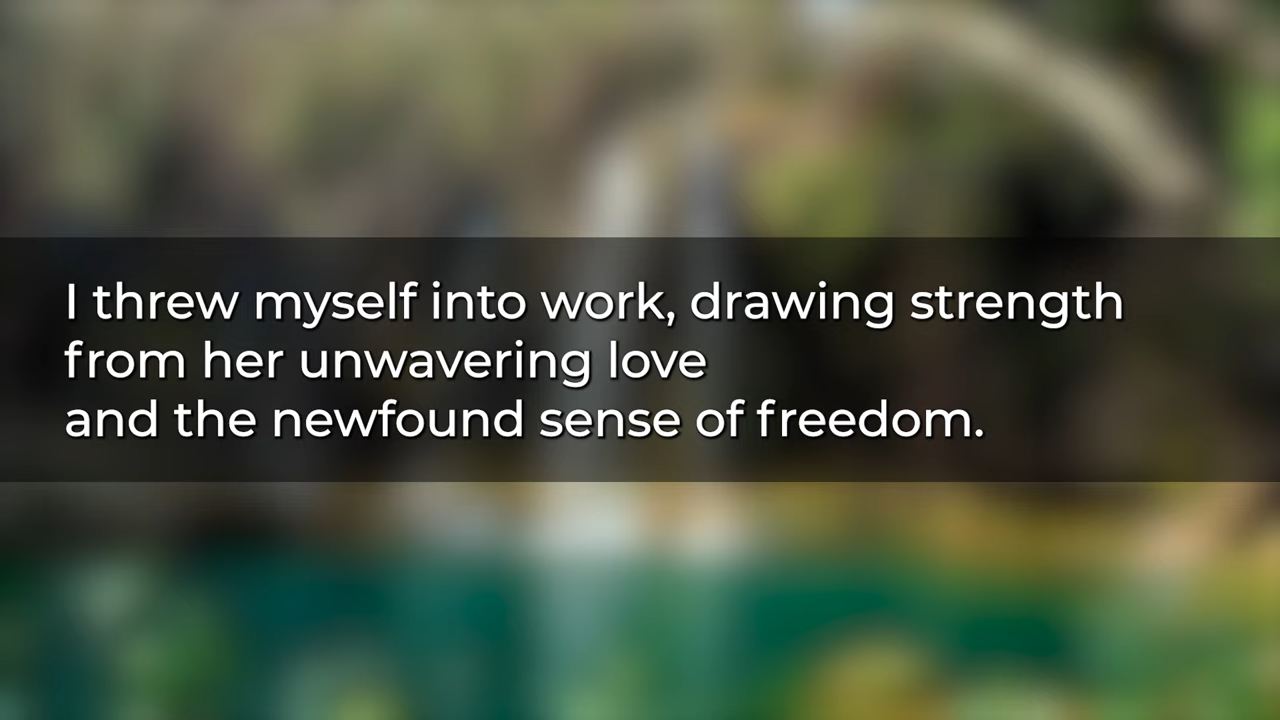 I threw myself into work, drawing strength
from her unwavering love
and the newfound sense of freedom.